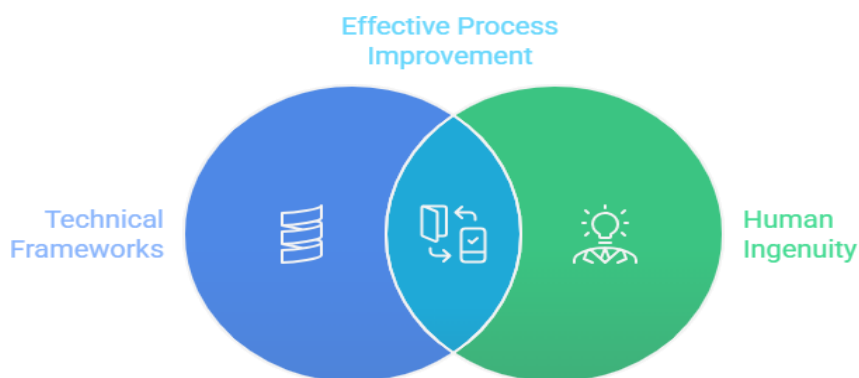 Effective Process
Improvement
Technical
Frameworks
Human
Ingenuity